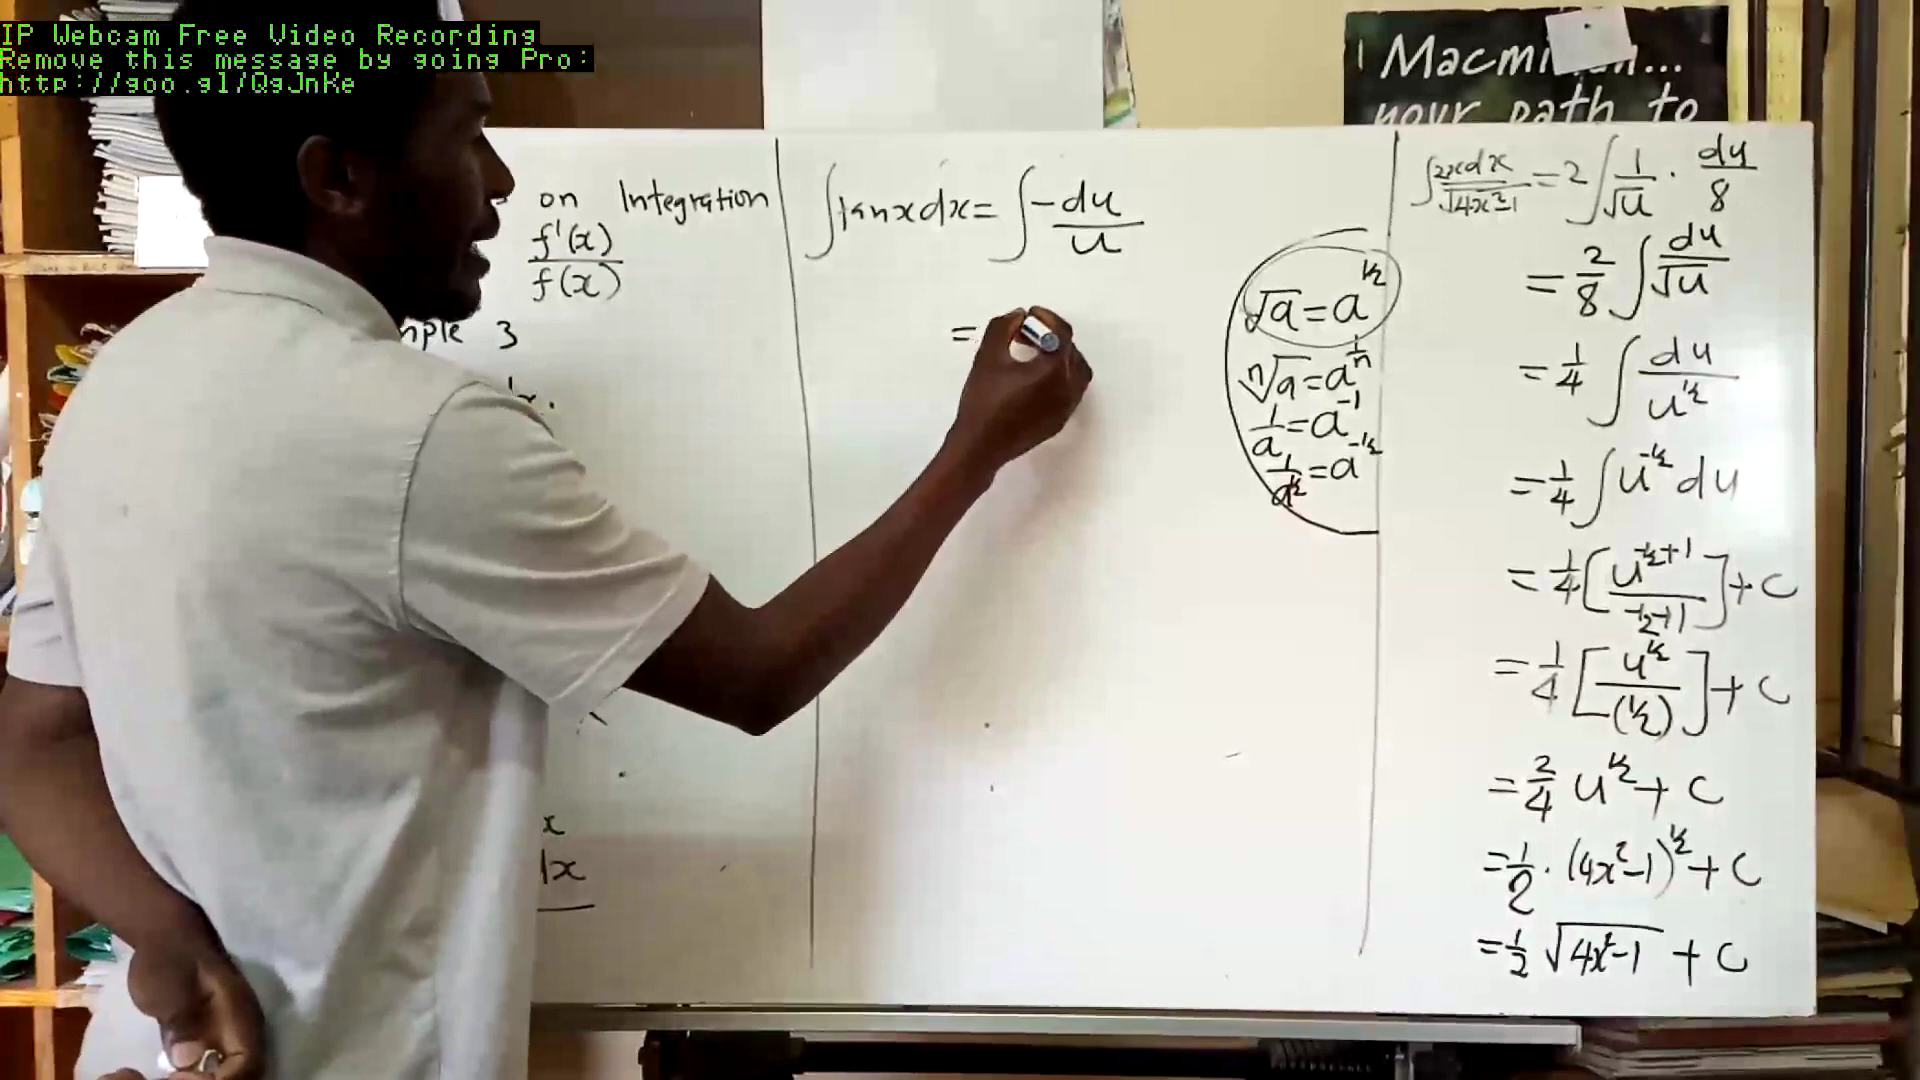 IP Webcam Free Video Recording
Remove this message by going Pro:
http://goo.gl/QgJnKe
Macmillan...
your path to
on Integration
f'(x)
f(x)
3
x
dx
∫tanxdx = ∫ -du/u
=
√a = a^½
ⁿ√a = a^(1/n)
1/a = a^-1
1/a^½ = a^-½
∫ 2xdx/√(4x²-1) = 2∫ 1/√u · du/8
= 2/8 ∫ du/√u
= 1/4 ∫ du/u^½
= 1/4 ∫ u^-½ du
= 1/4 [u^(-½+1)/(-½+1)] + c
= 1/4 [u^½/(½)] + c
= 2/4 u^½ + c
= 1/2 · (4x²-1)^½ + c
= 1/2 √(4x²-1) + c